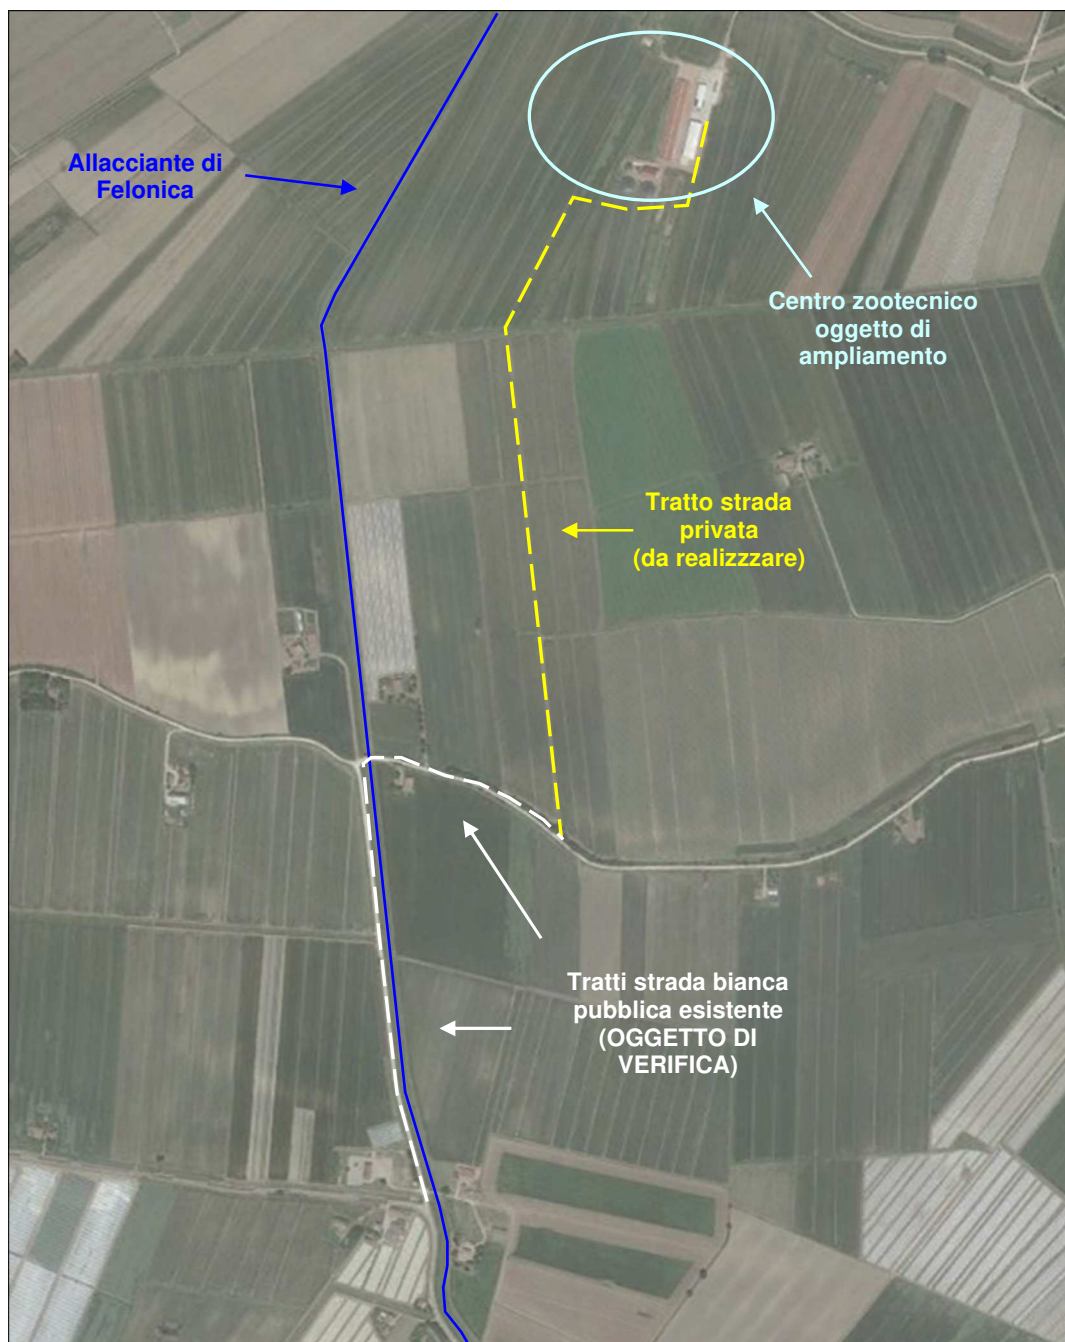 Allacciante di
Felonica
Centro zootecnico
oggetto di
ampliamento
Tratto strada
privata
(da realizzzare)
Tratti strada bianca
pubblica esistente
(OGGETTO DI
VERIFICA)